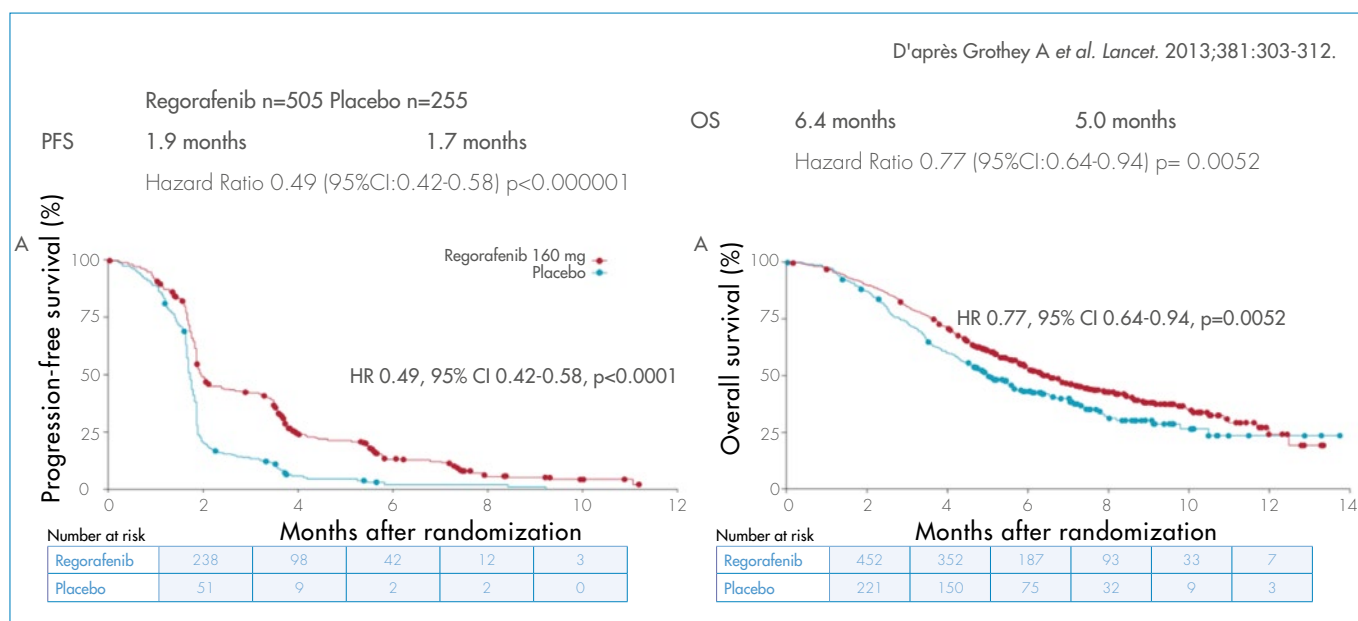 D'après Grothey A et al. Lancet. 2013;381:303-312.
Regorafenib n=505 Placebo n=255
PFS 1.9 months 1.7 months
Hazard Ratio 0.49 (95%CI:0.42-0.58) p<0.000001
OS 6.4 months 5.0 months
Hazard Ratio 0.77 (95%CI:0.64-0.94) p= 0.0052
A
Progression-free survival (%)
100
75
50
25
0
Regorafenib 160 mg
Placebo
HR 0.49, 95% CI 0.42-0.58, p<0.0001
0 2 4 6 8 10 12
Months after randomization
Number at risk
Regorafenib 238 98 42 12 3
Placebo 51 9 2 2 0
A
Overall survival (%)
100
75
50
25
0
HR 0.77, 95% CI 0.64-0.94, p=0.0052
0 2 4 6 8 10 12 14
Months after randomization
Number at risk
Regorafenib 452 352 187 93 33 7
Placebo 221 150 75 32 9 3